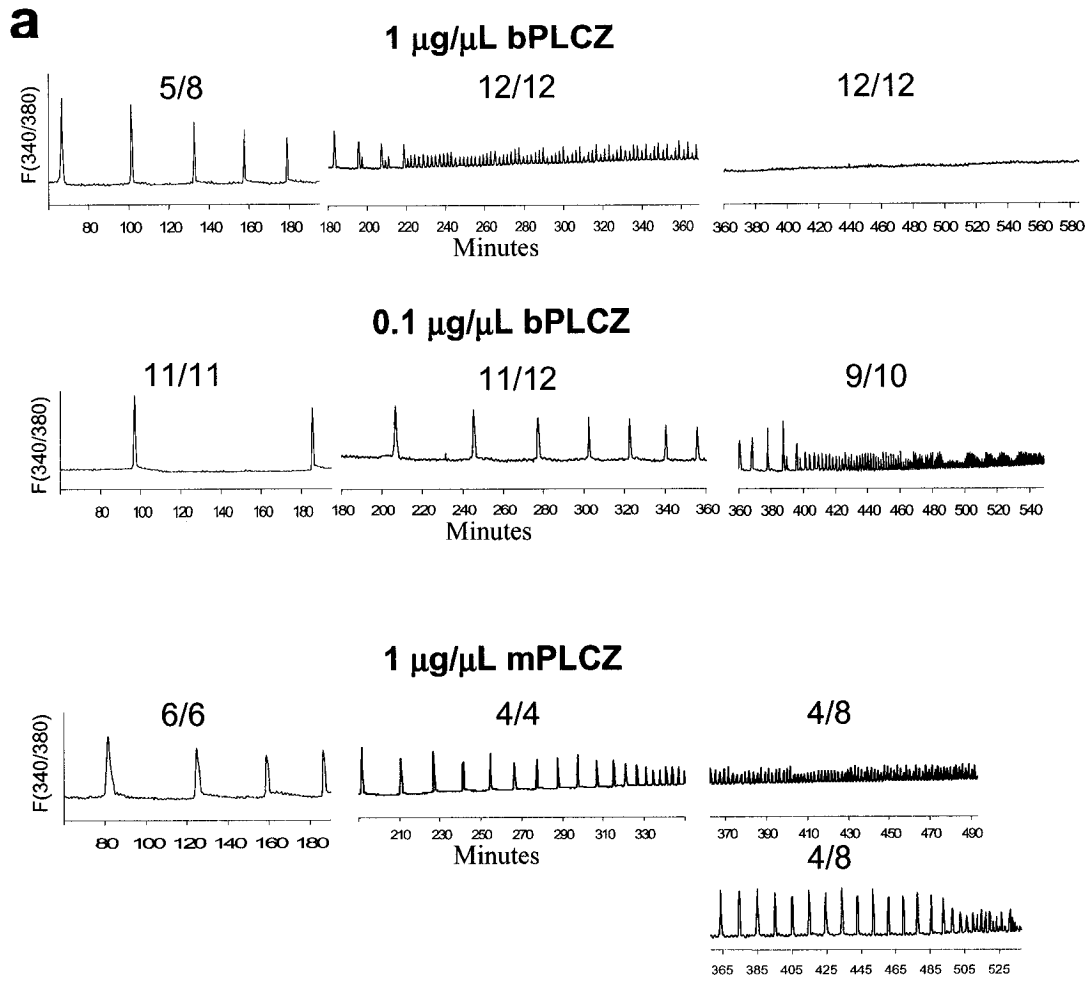 a
1 μg/μL bPLCZ
5/8 12/12 12/12
F(340/380)
80 100 120 140 160 180 180 200 220 240 260 280 300 320 340 360 360 380 400 420 440 460 480 500 520 540 560 580
Minutes
0.1 μg/μL bPLCZ
11/11 11/12 9/10
F(340/380)
80 100 120 140 160 180 180 200 220 240 260 280 300 320 340 360 360 380 400 420 440 460 480 500 520 540
Minutes
1 μg/μL mPLCZ
6/6 4/4 4/8
F(340/380)
80 100 120 140 160 180 210 230 250 270 290 310 330 370 390 410 430 450 470 490
Minutes
4/8
365 385 405 425 445 465 485 505 525